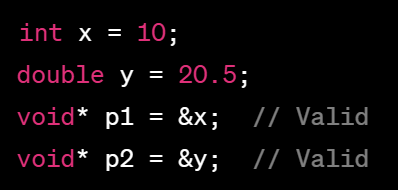 int x = 10;
double y = 20.5;
void* p1 = &x;  // Valid
void* p2 = &y;  // Valid